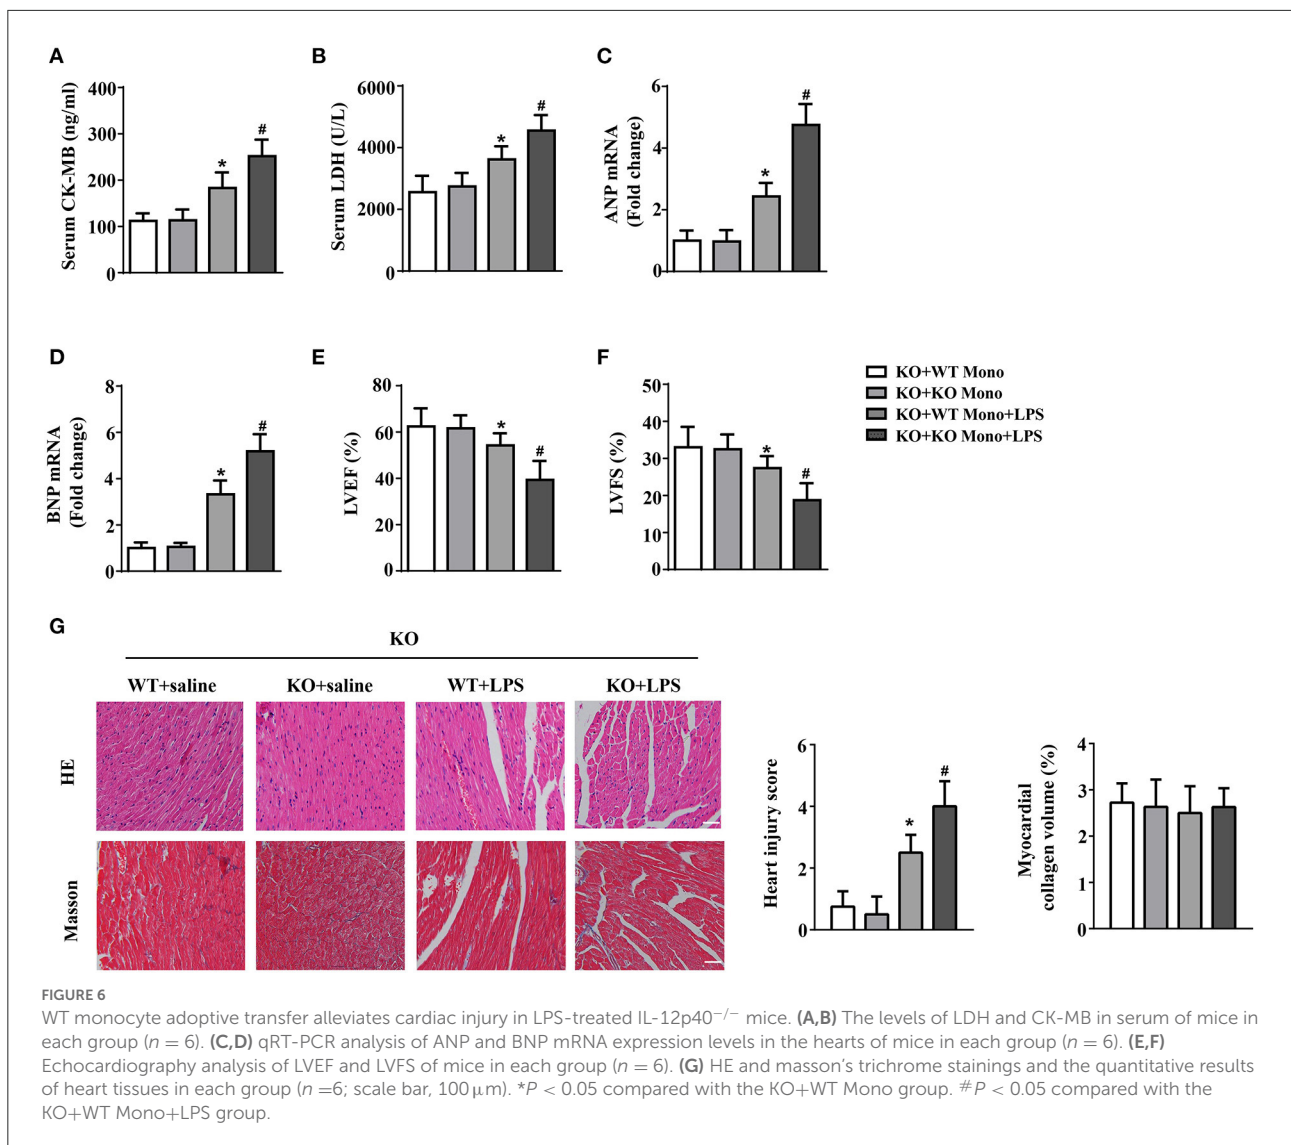 A
Serum CK-MB (ng/ml)
400
300
200
100
0
*
#
B
Serum LDH (U/L)
6000
4000
2000
0
*
#
C
ANP mRNA
(Fold change)
6
4
2
0
*
#
D
BNP mRNA
(Fold change)
8
6
4
2
0
*
#
E
LVEF (%)
80
60
40
20
0
*
#
F
LVFS (%)
50
40
30
20
10
0
*
#
KO+WT Mono
KO+KO Mono
KO+WT Mono+LPS
KO+KO Mono+LPS
G
KO
WT+saline KO+saline WT+LPS KO+LPS
HE
Masson
Heart injury score
6
4
2
0
*
#
Myocardial
collagen volume (%)
4
3
2
1
0
FIGURE 6
WT monocyte adoptive transfer alleviates cardiac injury in LPS-treated IL-12p40−/− mice. (A,B) The levels of LDH and CK-MB in serum of mice in
each group (n = 6). (C,D) qRT-PCR analysis of ANP and BNP mRNA expression levels in the hearts of mice in each group (n = 6). (E,F)
Echocardiography analysis of LVEF and LVFS of mice in each group (n = 6). (G) HE and masson's trichrome stainings and the quantitative results
of heart tissues in each group (n =6; scale bar, 100 μm). *P < 0.05 compared with the KO+WT Mono group. #P < 0.05 compared with the
KO+WT Mono+LPS group.